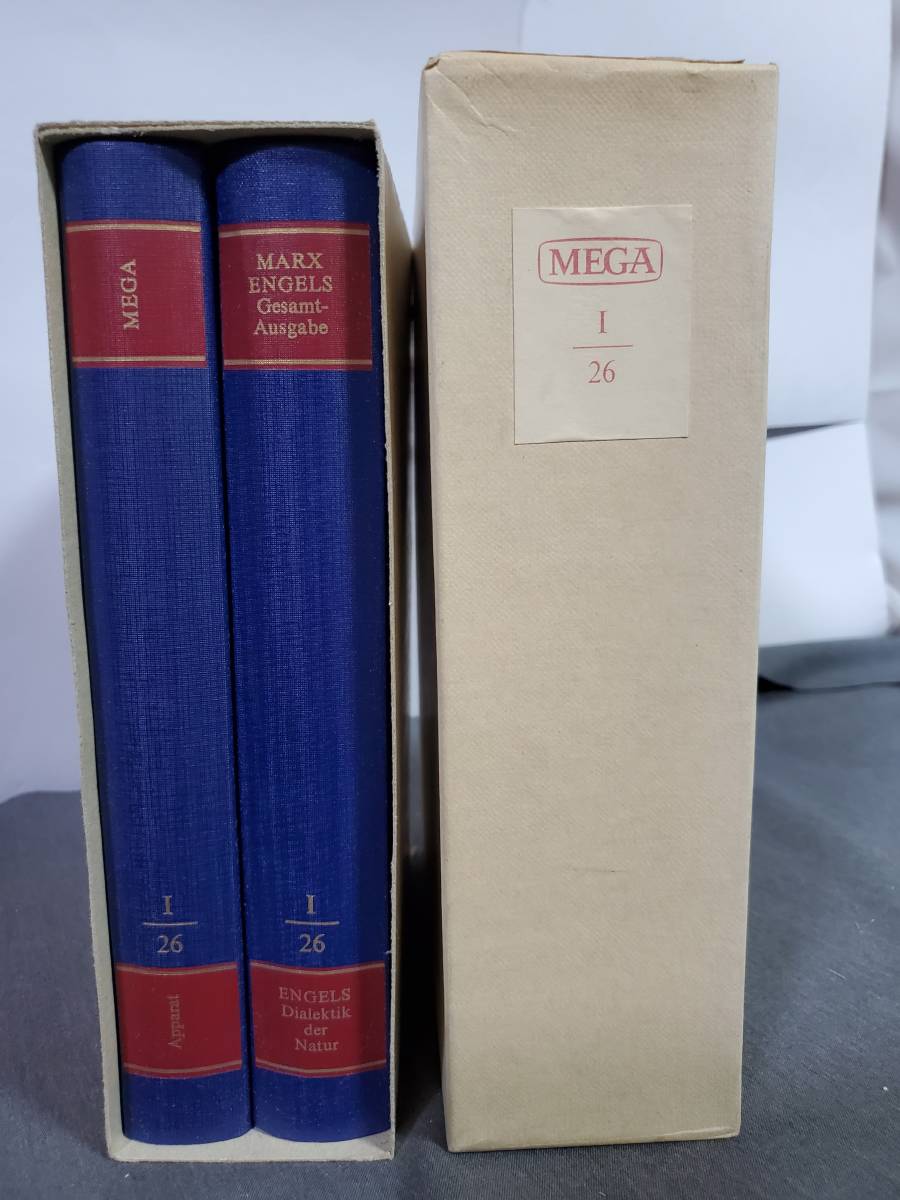 MEGA
I
26
Apparat
MARX
ENGELS
Gesamt-
Ausgabe
I
26
ENGELS
Dialektik
der
Natur
MEGA
I
26